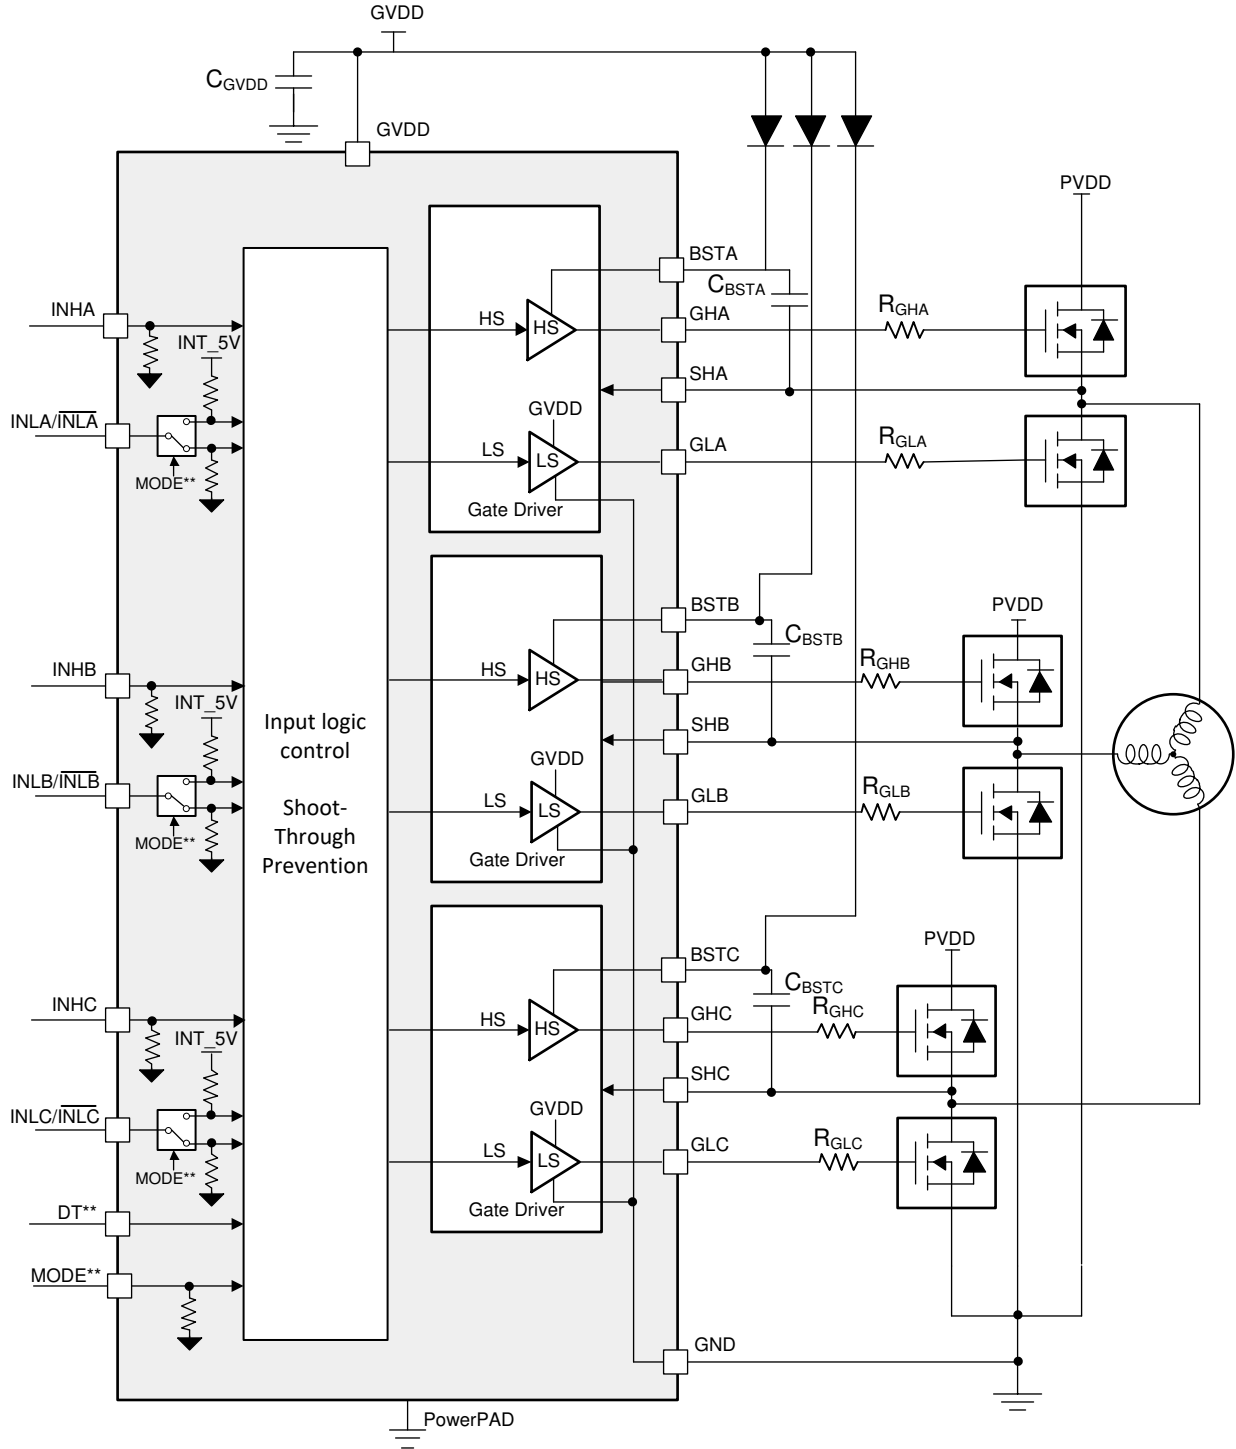 GVDD
CGVDD
GVDD
PVDD
BSTA
CBSTA
INHA
HS
HS
GHA
RGHA
INT_5V
SHA
GVDD
INLA/INLA
LS
LS
GLA
RGLA
MODE**
Gate Driver
BSTB
PVDD
CBSTB
INHB
HS
HS
GHB
RGHB
INT_5V
Input logic
control
Shoot-
Through
Prevention
SHB
GVDD
INLB/INLB
LS
LS
GLB
RGLB
MODE**
Gate Driver
BSTC
PVDD
CBSTC
INHC
HS
HS
GHC
RGHC
INT_5V
SHC
GVDD
INLC/INLC
LS
LS
GLC
RGLC
MODE**
Gate Driver
DT**
MODE**
GND
PowerPAD